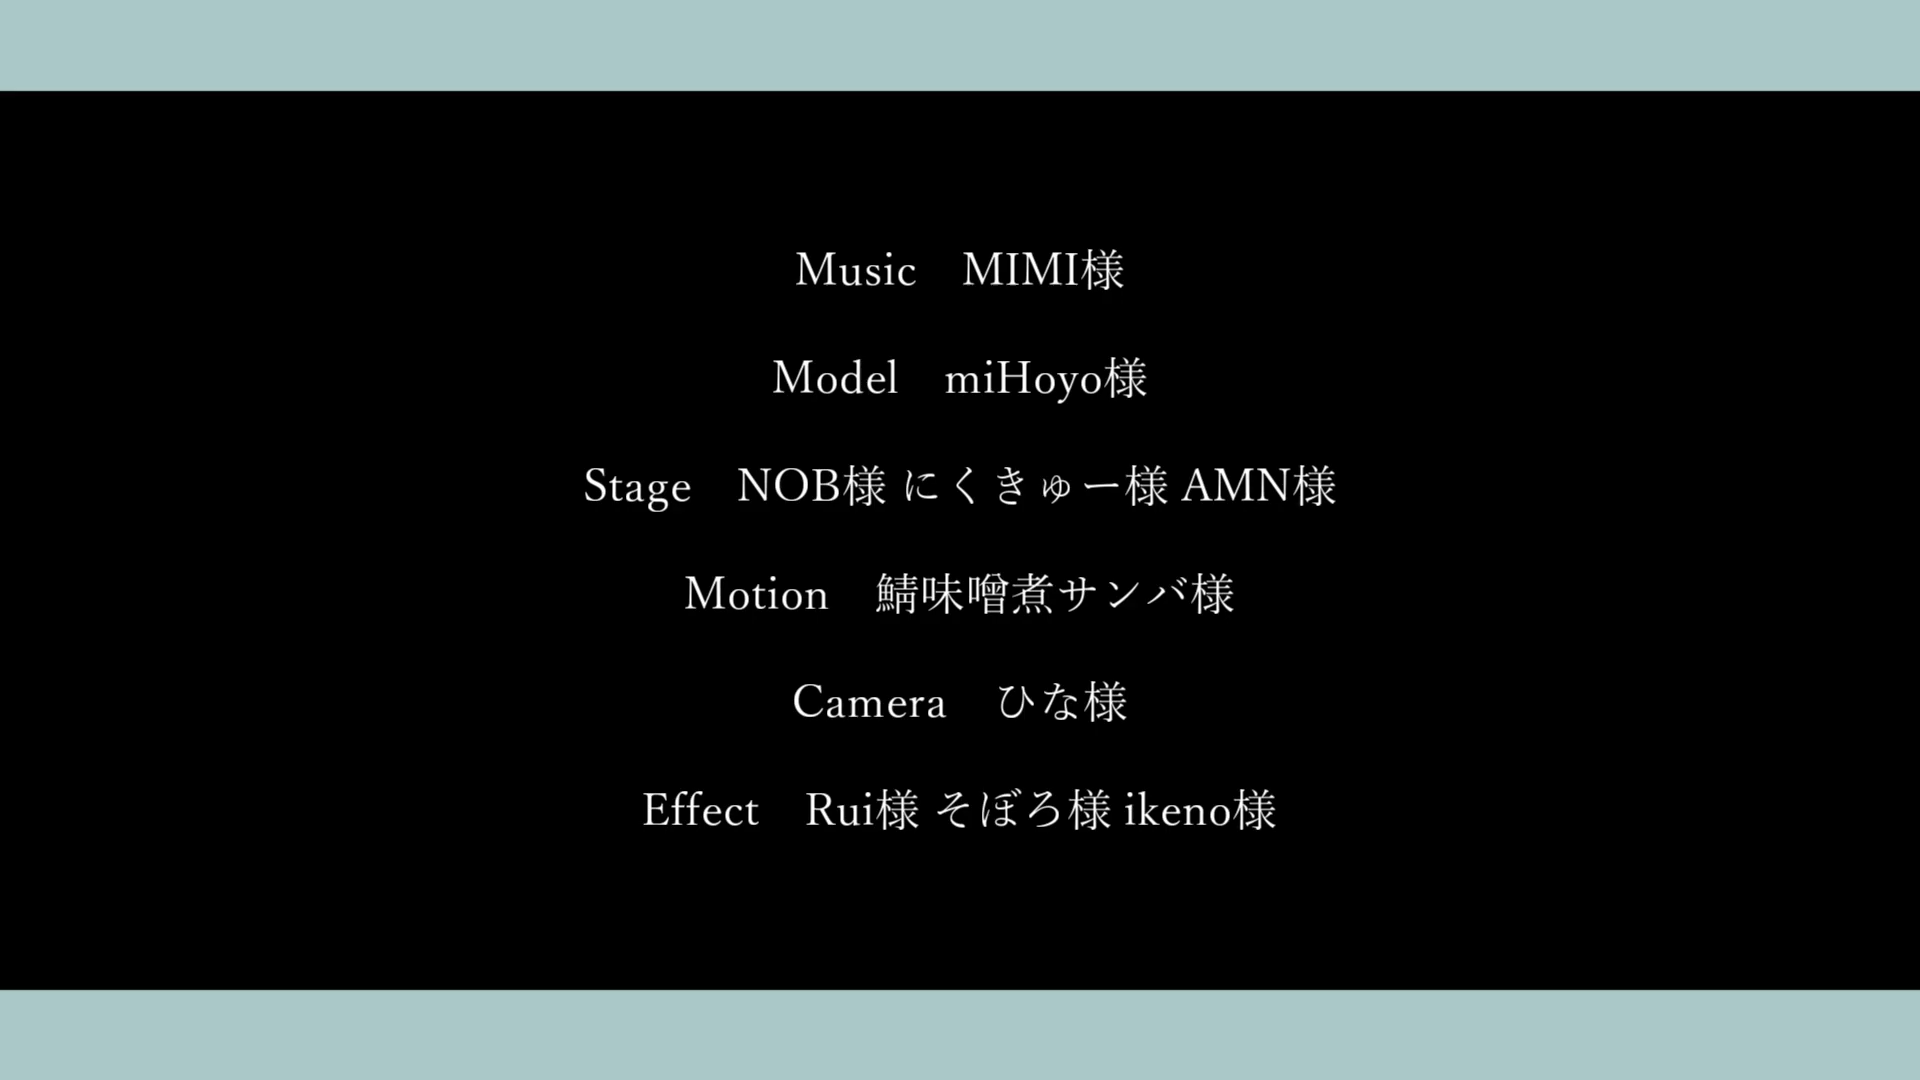 Music　MIMI様
Model　miHoyo様
Stage　NOB様 にくきゅー様 AMN様
Motion　鯖味噌煮サンバ様
Camera　ひな様
Effect　Rui様 そぼろ様 ikeno様